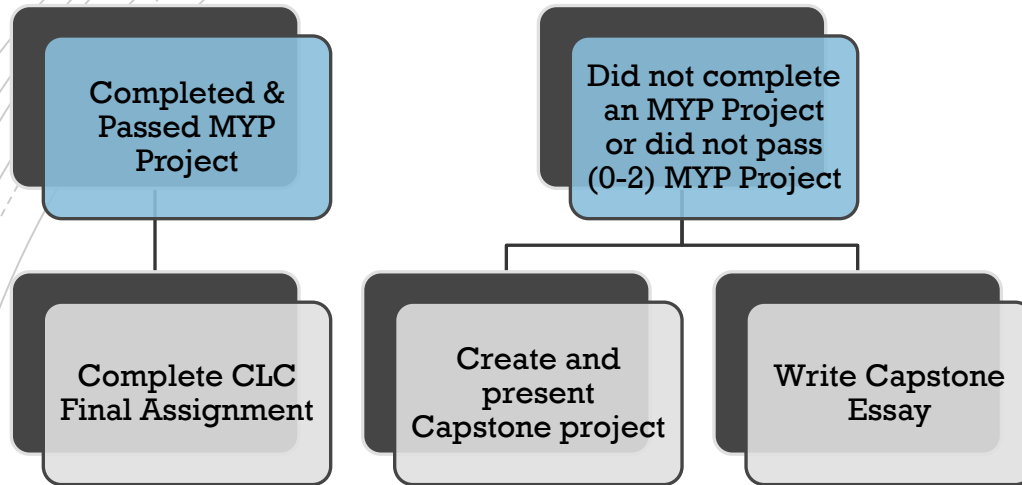 Completed &
Passed MYP
Project
Did not complete
an MYP Project
or did not pass
(0-2) MYP Project
Complete CLC
Final Assignment
Create and
present
Capstone project
Write Capstone
Essay